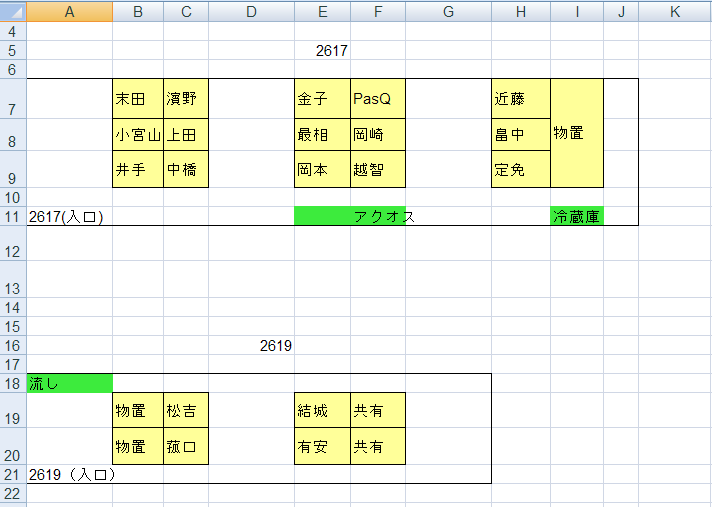 A B C D E F G H I J K
4
5 2617
6
7 末田 濱野 金子 PasQ 近藤
8 小宮山 上田 最相 岡崎 畠中 物置
9 井手 中橋 岡本 越智 定免
10
11 2617(入口) アクオス 冷蔵庫
12
13
14
15
16 2619
17
18 流し
19 物置 松吉 結城 共有
20 物置 菰口 有安 共有
21 2619（入口）
22